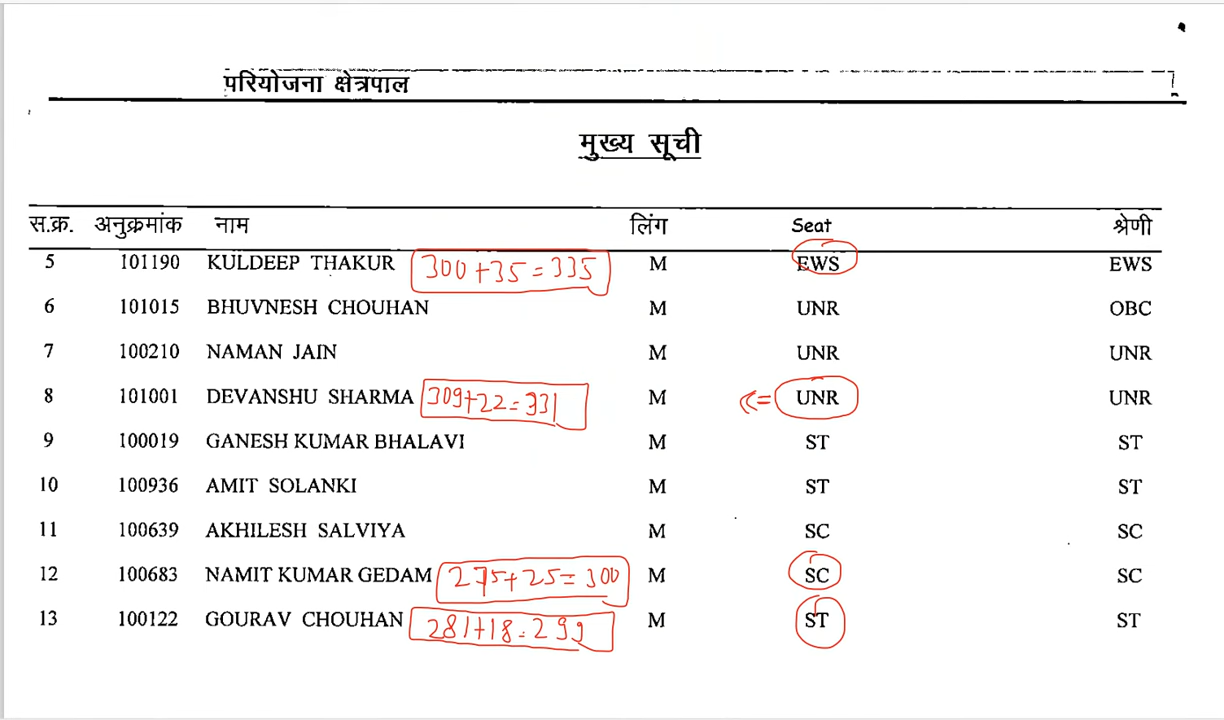 परियोजना क्षेत्रपाल
मुख्य सूची
स.क्र. अनुक्रमांक नाम लिंग Seat श्रेणी
5 101190 KULDEEP THAKUR 300+35=335 M EWS EWS
6 101015 BHUVNESH CHOUHAN M UNR OBC
7 100210 NAMAN JAIN M UNR UNR
8 101001 DEVANSHU SHARMA 309+22=331 M UNR UNR
9 100019 GANESH KUMAR BHALAVI M ST ST
10 100936 AMIT SOLANKI M ST ST
11 100639 AKHILESH SALVIYA M SC SC
12 100683 NAMIT KUMAR GEDAM 275+25=300 M SC SC
13 100122 GOURAV CHOUHAN 281+18=299 M ST ST